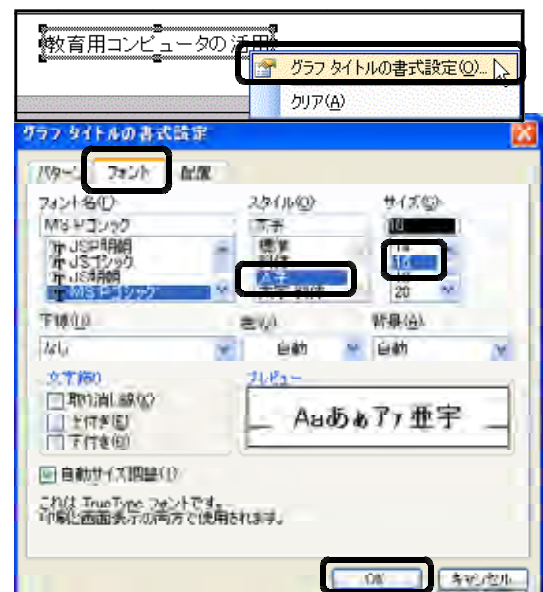 教育用コンピュータの活用
グラフ タイトルの書式設定(O)...
クリア(A)
グラフ タイトルの書式設定
パターン フォント 配置
フォント名(F) スタイル(O) サイズ(S)
MS Pゴシック 太字
JSP明朝 標準
JSゴシック 斜体 16
JS明朝 太字
MS Pゴシック 太字 斜体 20
下線(U) 色(C) 背景(A)
なし 自動 自動
文字飾り プレビュー
取り消し線(K)
上付き(E) Aaあぁアァ亜宇
下付き(B)
自動サイズ調整(T)
これは TrueType フォントです。
印刷と画面表示の両方で使用されます。
OK キャンセル